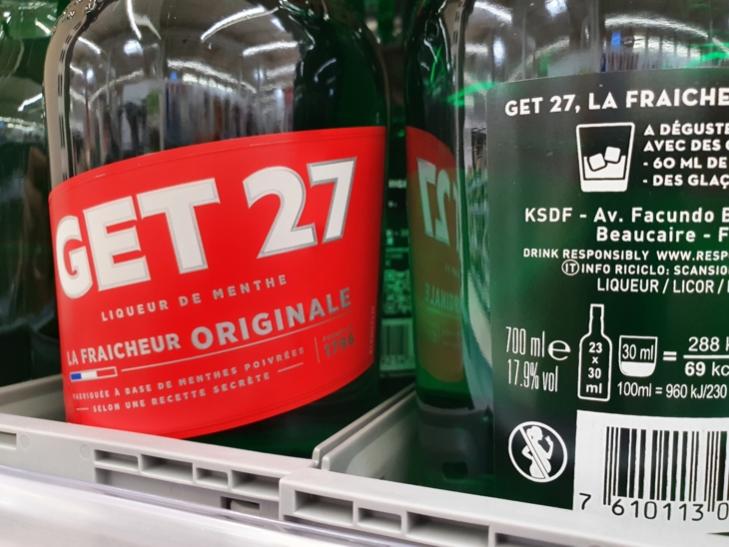 GET 27
LIQUEUR DE MENTHE
LA FRAICHEUR ORIGINALE
FABRIQUÉE À BASE DE MENTHES POIVRÉES
SELON UNE RECETTE SECRÈTE
1796
GET 27, LA FRAICHE
A DÉGUSTE
AVEC DES
- 60 ML DE
- DES GLAÇ
KSDF - Av. Facundo
Beaucaire - F
DRINK RESPONSIBLY WWW.RESP
INFO RICICLO: SCANSIO
LIQUEUR / LICOR /
700 ml e
17.9% vol
23
x
30
ml
30 ml
=
288
69 kc
100ml = 960 kJ/230
7 610113 0